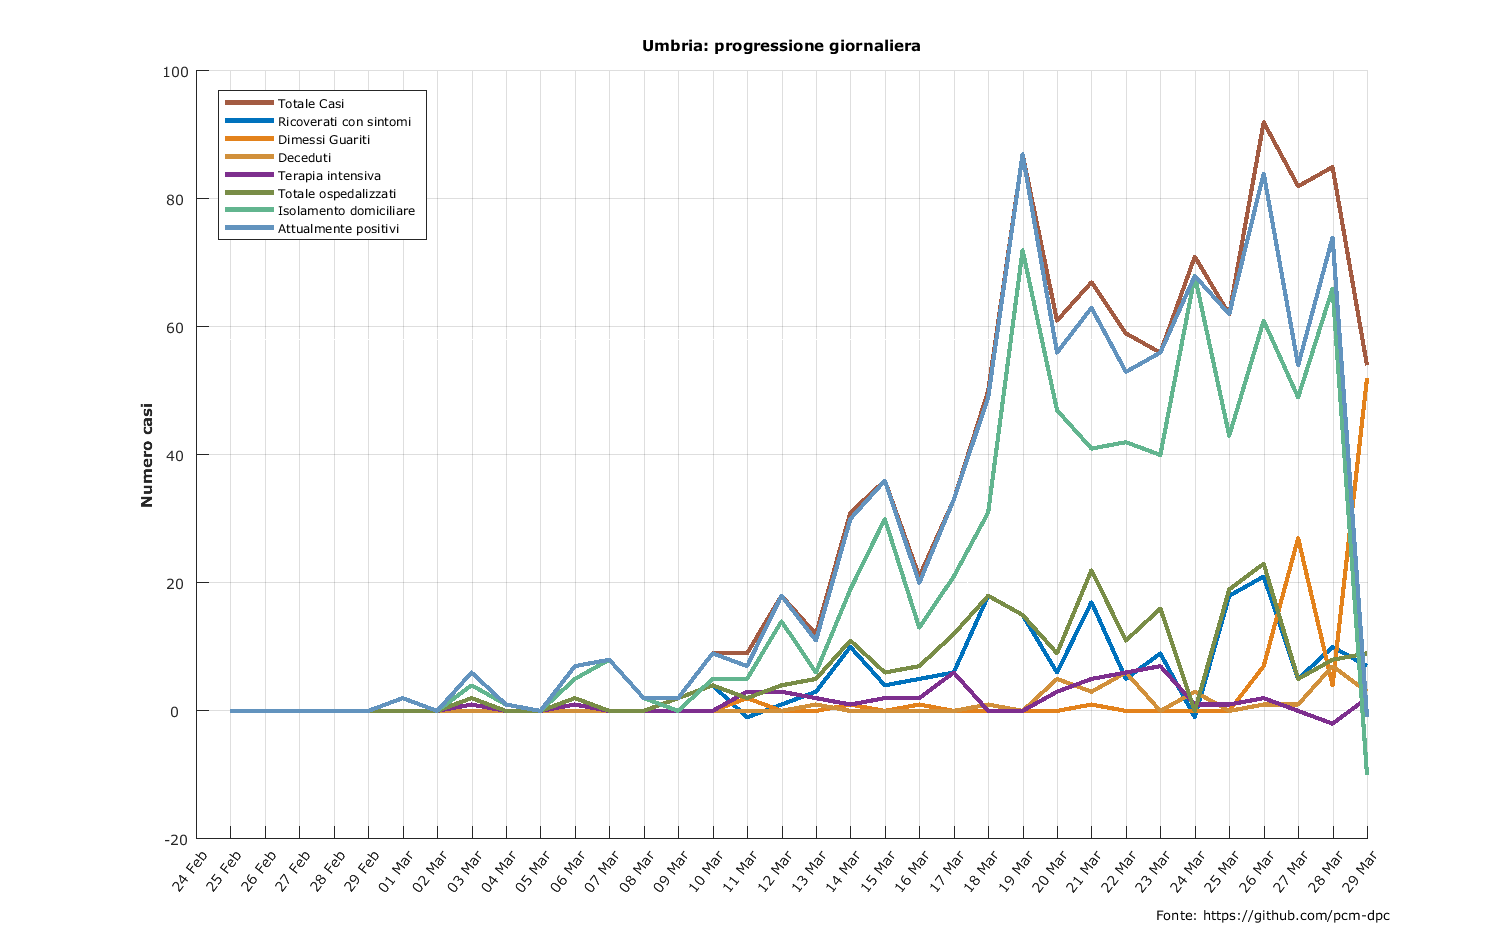 Umbria: progressione giornaliera
100
80
60
40
20
0
-20
Numero casi
Totale Casi
Ricoverati con sintomi
Dimessi Guariti
Deceduti
Terapia intensiva
Totale ospedalizzati
Isolamento domiciliare
Attualmente positivi
24 Feb
25 Feb
26 Feb
27 Feb
28 Feb
29 Feb
01 Mar
02 Mar
03 Mar
04 Mar
05 Mar
06 Mar
07 Mar
08 Mar
09 Mar
10 Mar
11 Mar
12 Mar
13 Mar
14 Mar
15 Mar
16 Mar
17 Mar
18 Mar
19 Mar
20 Mar
21 Mar
22 Mar
23 Mar
24 Mar
25 Mar
26 Mar
27 Mar
28 Mar
29 Mar
Fonte: https://github.com/pcm-dpc